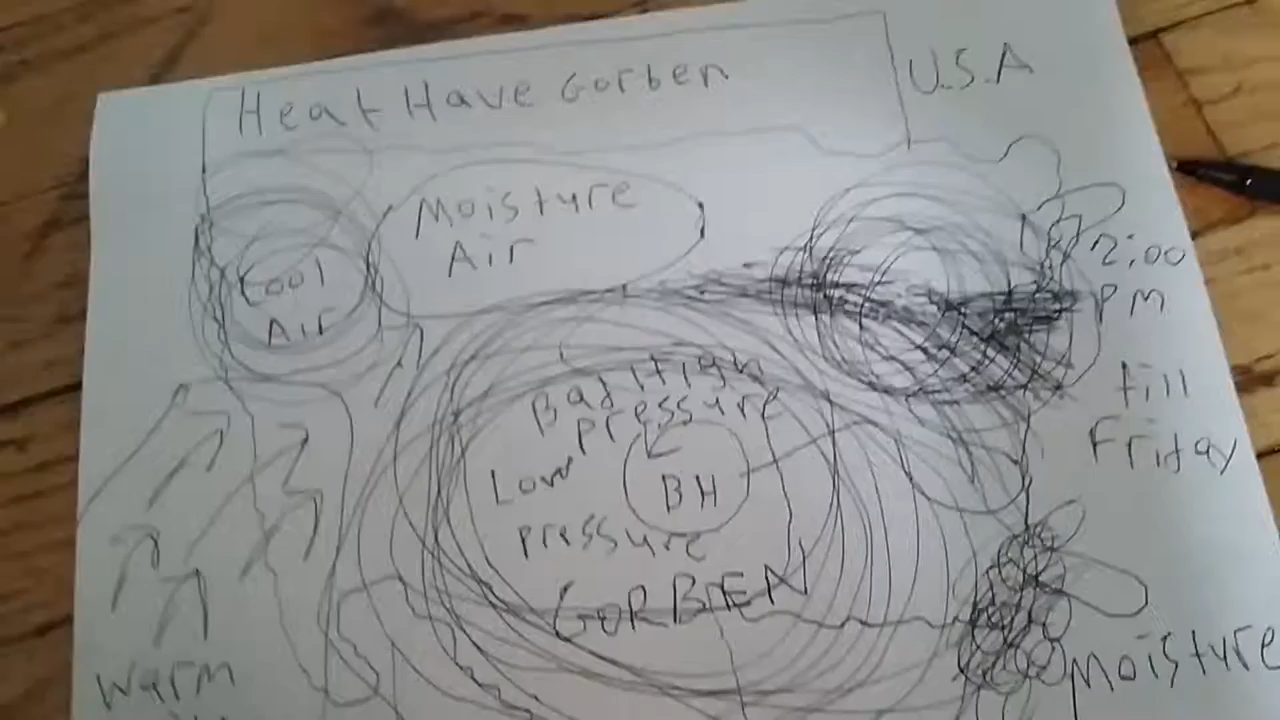 Heat Have Gorben
U.S.A
Moisture
Air
Cool
Air
2:00
PM
till
Friday
Bad High
pressure
Low
BH
pressure
GORBEN
Warm
Moisture